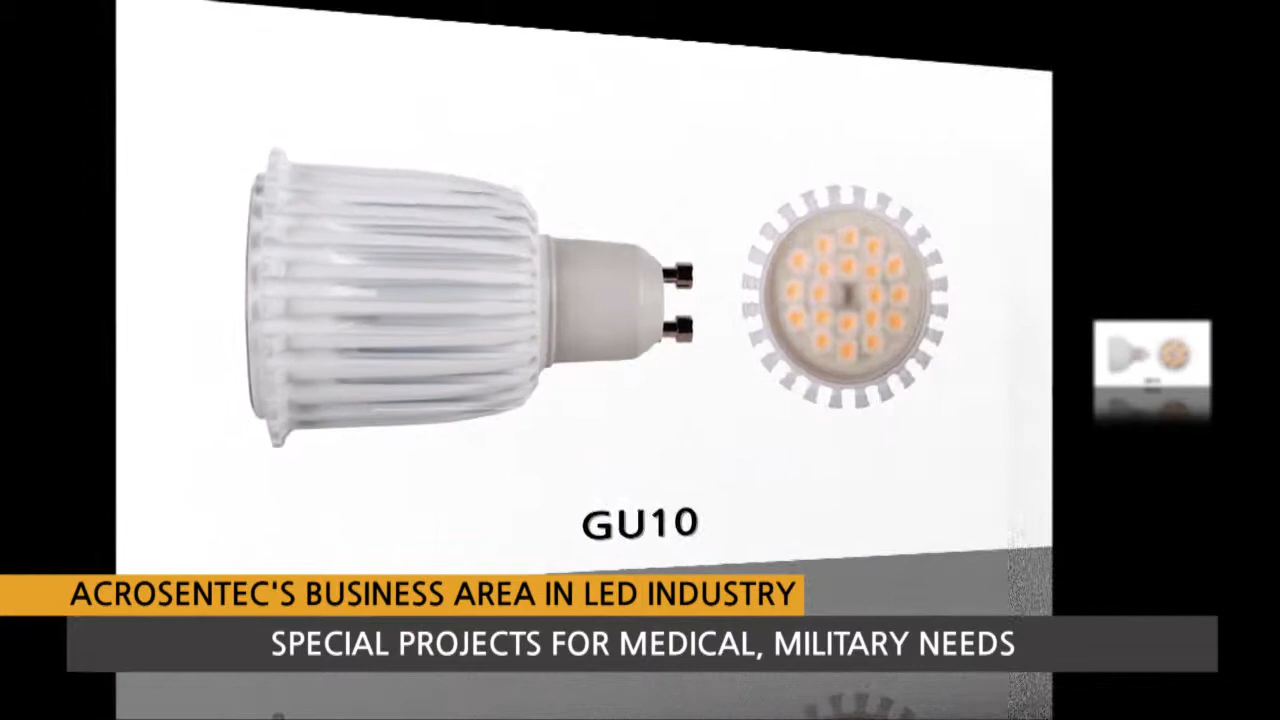 GU10
ACROSENTEC'S BUSINESS AREA IN LED INDUSTRY
SPECIAL PROJECTS FOR MEDICAL, MILITARY NEEDS